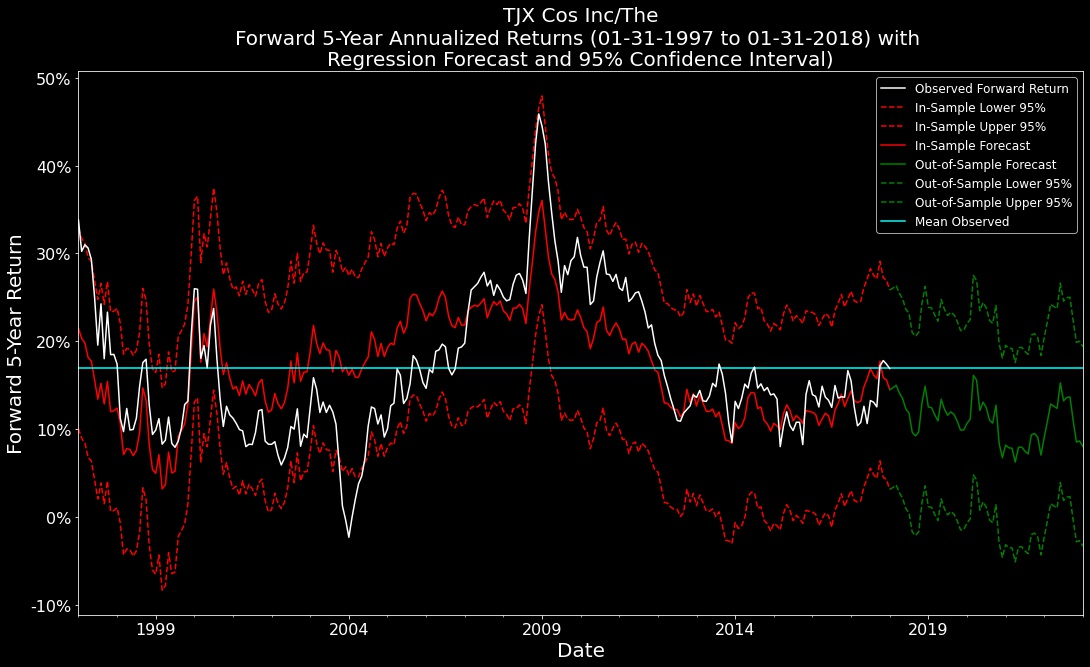 TJX Cos Inc/The
Forward 5-Year Annualized Returns (01-31-1997 to 01-31-2018) with
Regression Forecast and 95% Confidence Interval)
Observed Forward Return
In-Sample Lower 95%
In-Sample Upper 95%
In-Sample Forecast
Out-of-Sample Forecast
Out-of-Sample Lower 95%
Out-of-Sample Upper 95%
Mean Observed
Forward 5-Year Return
50%
40%
30%
20%
10%
0%
-10%
1999 2004 2009 2014 2019
Date